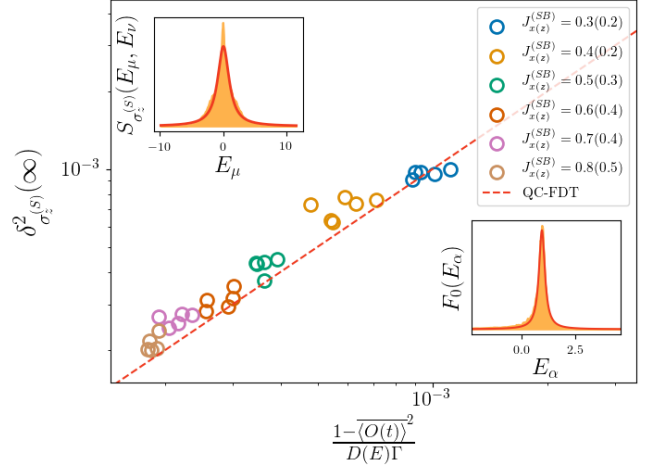 S_{σ_z^{(S)}}(E_μ, E_ν)
−10 0 10
E_μ
J_{x(z)}^{(SB)} = 0.3(0.2)
J_{x(z)}^{(SB)} = 0.4(0.2)
J_{x(z)}^{(SB)} = 0.5(0.3)
J_{x(z)}^{(SB)} = 0.6(0.4)
J_{x(z)}^{(SB)} = 0.7(0.4)
J_{x(z)}^{(SB)} = 0.8(0.5)
QC-FDT
δ²_{σ_z^{(S)}}(∞)
10⁻³
F₀(E_α)
0.0 2.5
E_α
10⁻³
\frac{1-\overline{⟨O(t)⟩}^2}{D(E)Γ}